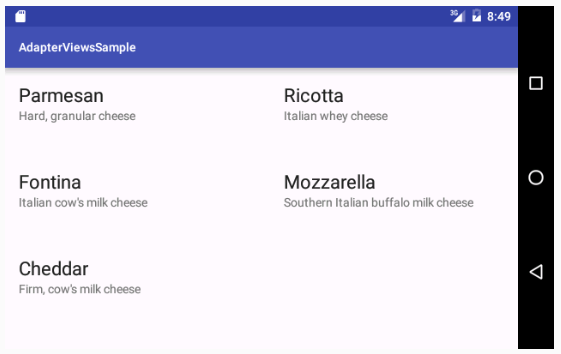 3G 8:49
AdapterViewsSample
Parmesan
Hard, granular cheese
Ricotta
Italian whey cheese
Fontina
Italian cow's milk cheese
Mozzarella
Southern Italian buffalo milk cheese
Cheddar
Firm, cow's milk cheese